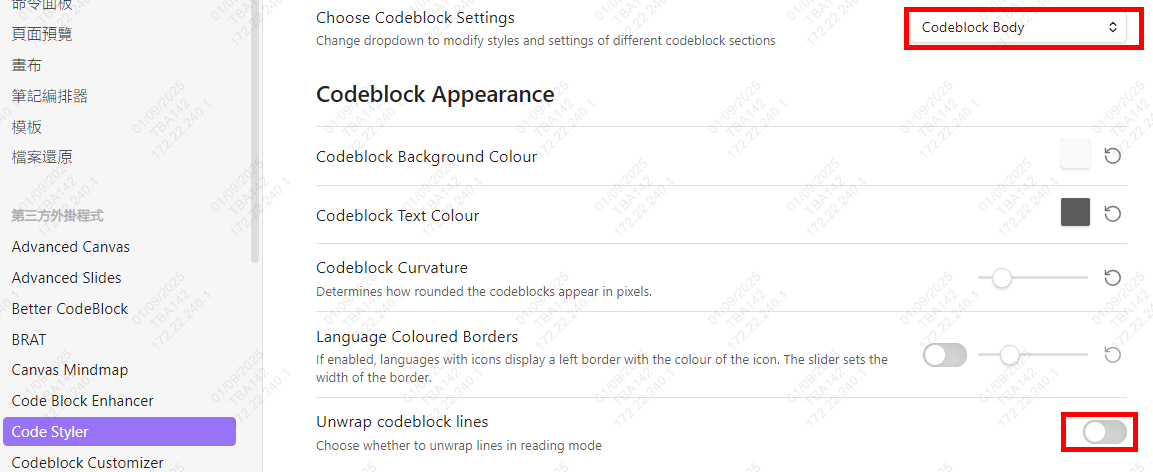 命令面板
頁面預覽
畫布
筆記編排器
模板
檔案還原
第三方外掛程式
Advanced Canvas
Advanced Slides
Better CodeBlock
BRAT
Canvas Mindmap
Code Block Enhancer
Code Styler
Codeblock Customizer
Choose Codeblock Settings
Change dropdown to modify styles and settings of different codeblock sections
Codeblock Body
Codeblock Appearance
Codeblock Background Colour
Codeblock Text Colour
Codeblock Curvature
Determines how rounded the codeblocks appear in pixels.
Language Coloured Borders
If enabled, languages with icons display a left border with the colour of the icon. The slider sets the
width of the border.
Unwrap codeblock lines
Choose whether to unwrap lines in reading mode
01/09/2025
TBA142
172.22.240.1